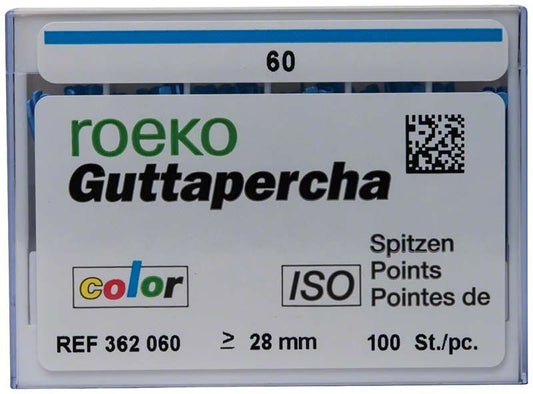 60
roeko
Guttapercha
color
ISO
Spitzen
Points
Pointes de
REF 362 060 ≥ 28 mm 100 St./pc.